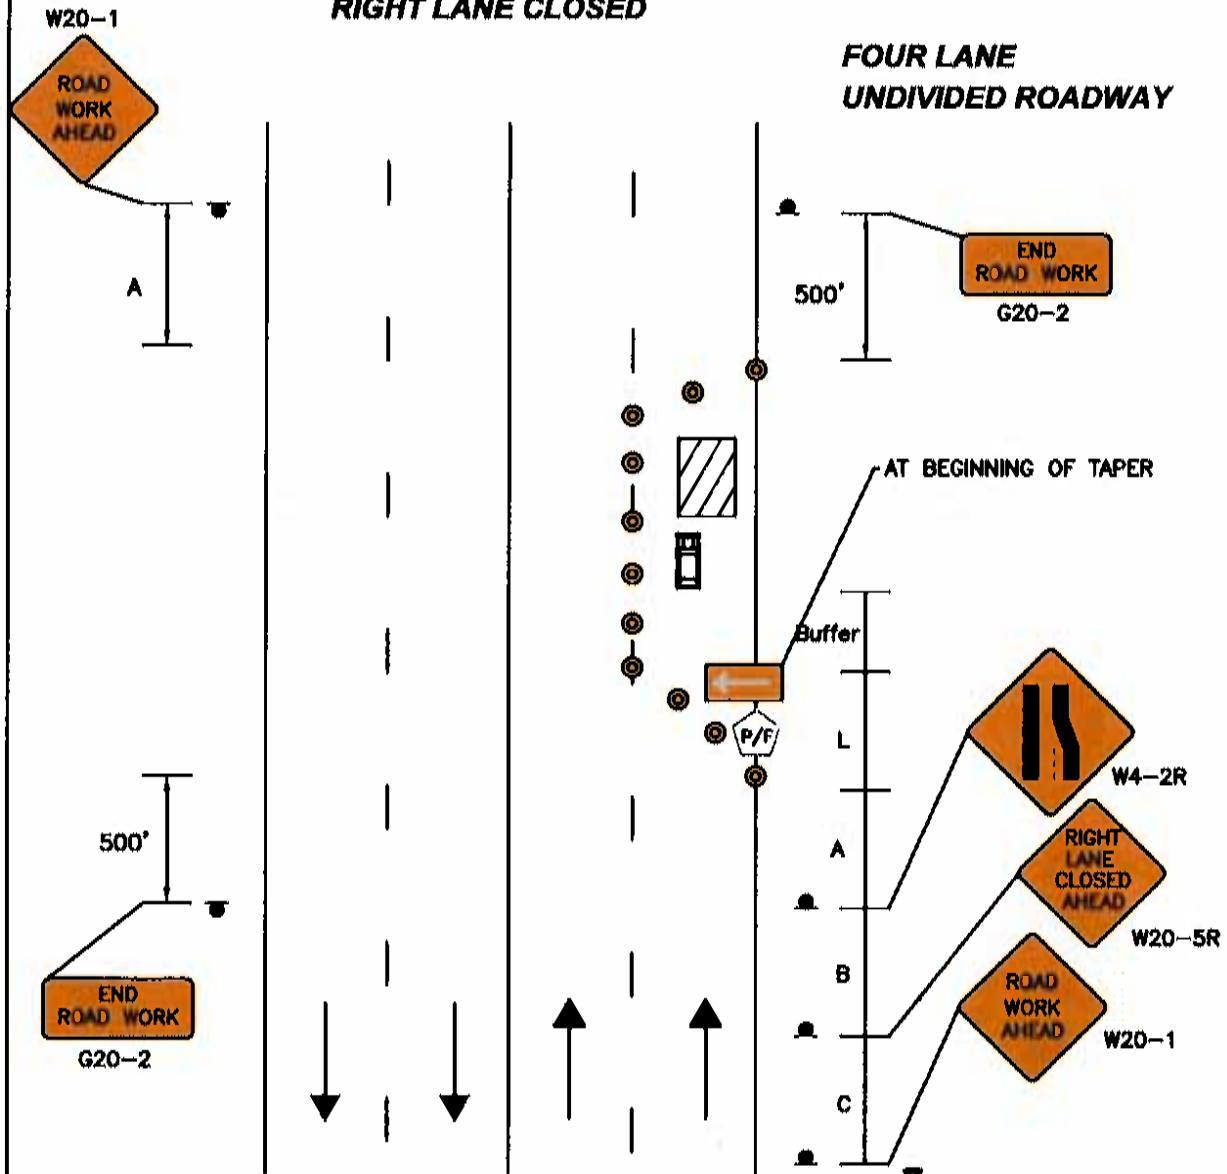 RIGHT LANE CLOSED
W20-1
ROAD
WORK
AHEAD
FOUR LANE
UNDIVIDED ROADWAY
A
500'
END
ROAD WORK
G20-2
AT BEGINNING OF TAPER
Buffer
L
P/F
W4-2R
A
RIGHT
LANE
CLOSED
AHEAD
W20-5R
B
ROAD
WORK
AHEAD
W20-1
C
500'
END
ROAD WORK
G20-2